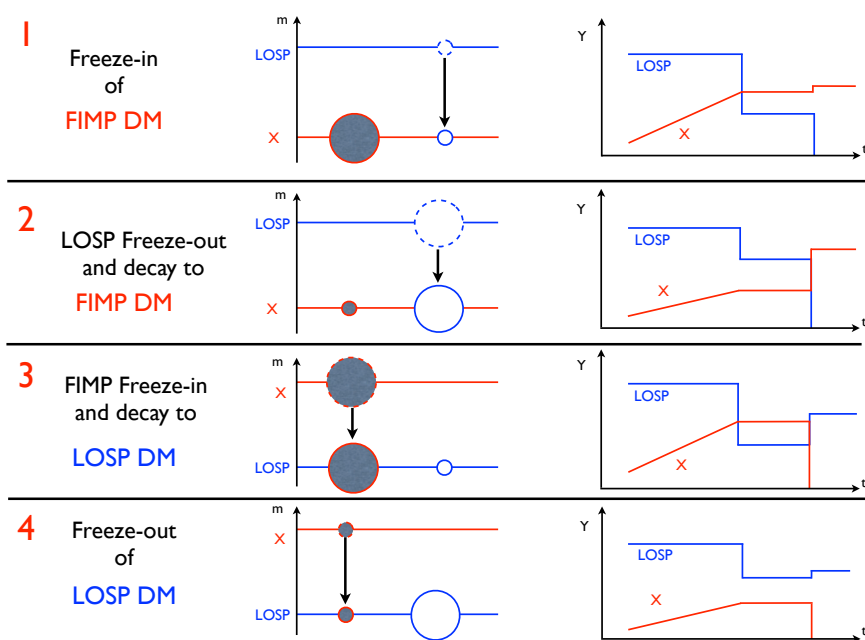 1
Freeze-in
of
FIMP DM
m
LOSP
X
Y
LOSP
X
t
2
LOSP Freeze-out
and decay to
FIMP DM
m
LOSP
X
Y
LOSP
X
t
3
FIMP Freeze-in
and decay to
LOSP DM
m
X
LOSP
Y
LOSP
X
t
4
Freeze-out
of
LOSP DM
m
X
LOSP
Y
LOSP
X
t